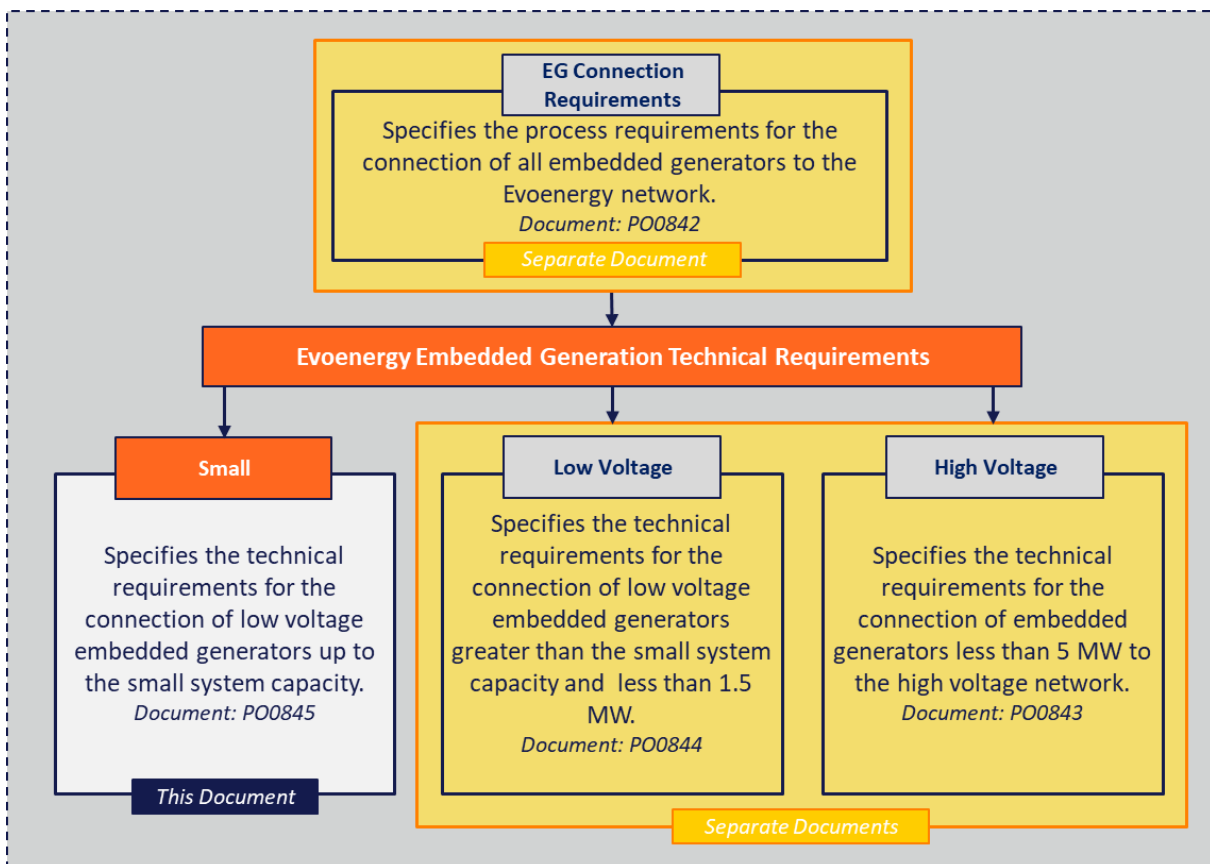 EG Connection
Requirements
Specifies the process requirements for the
connection of all embedded generators to the
Evoenergy network.
Document: PO0842
Separate Document
Evoenergy Embedded Generation Technical Requirements
Small
Specifies the technical
requirements for the
connection of low voltage
embedded generators up to
the small system capacity.
Document: PO0845
This Document
Low Voltage
Specifies the technical
requirements for the
connection of low voltage
embedded generators
greater than the small system
capacity and less than 1.5
MW.
Document: PO0844
High Voltage
Specifies the technical
requirements for the
connection of embedded
generators less than 5 MW to
the high voltage network.
Document: PO0843
Separate Documents